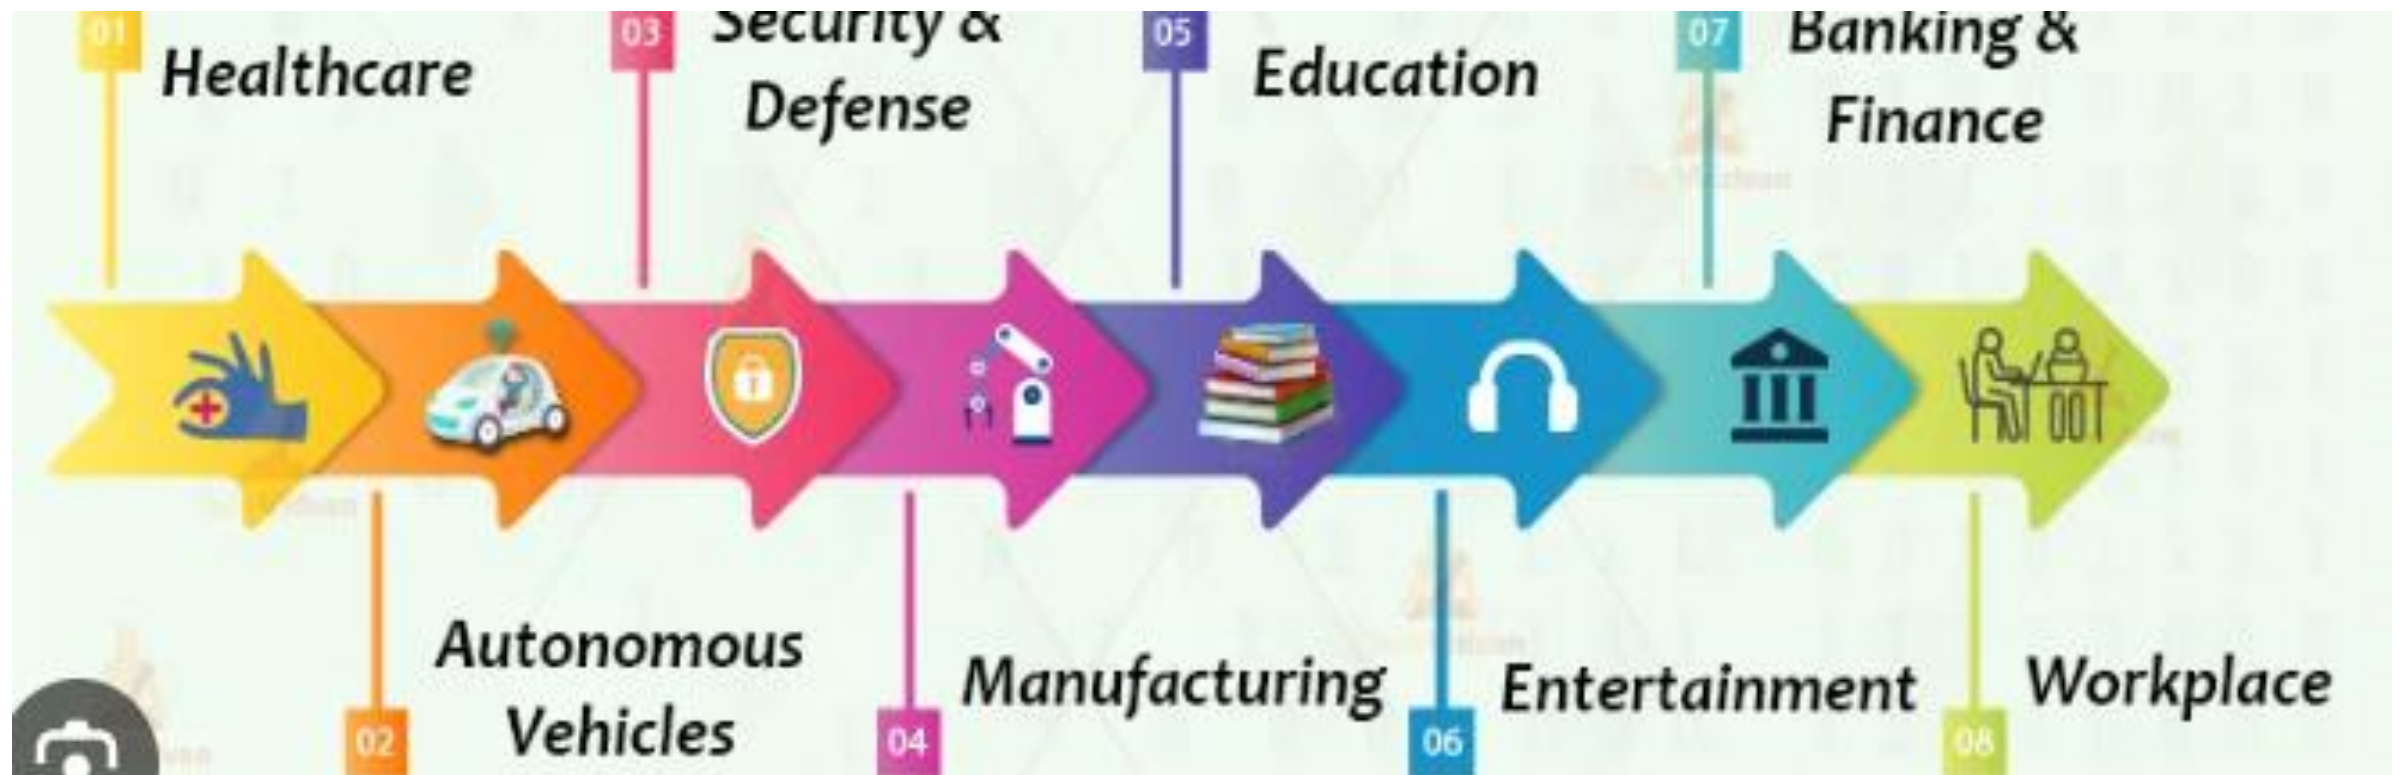 01
Healthcare
03
Security &
Defense
05
Education
07
Banking &
Finance
02
Autonomous
Vehicles
04
Manufacturing
06
Entertainment
08
Workplace